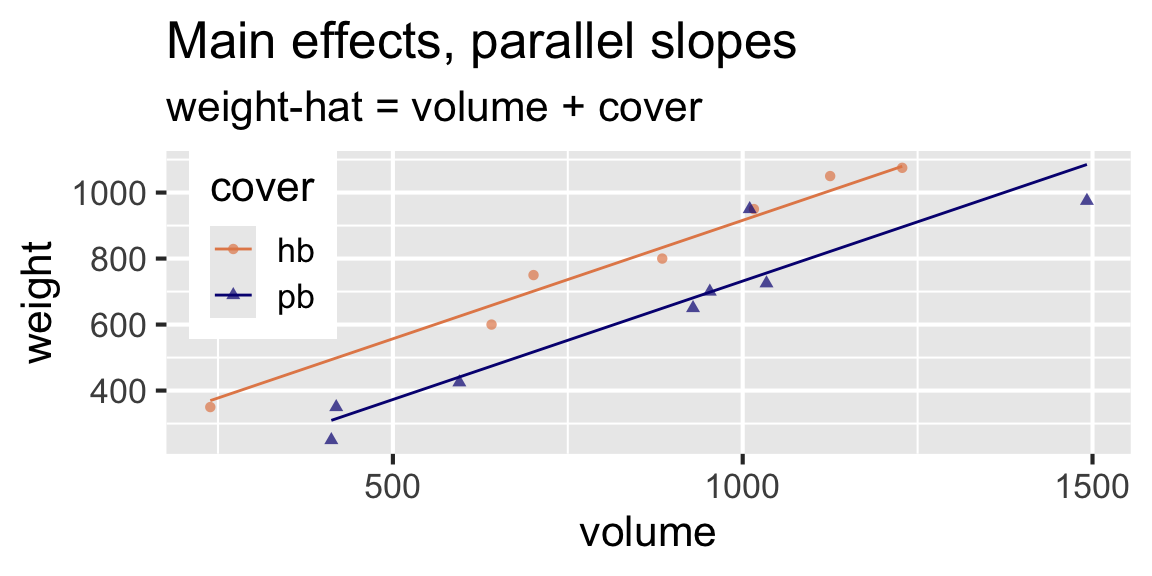 Main effects, parallel slopes
weight-hat = volume + cover
cover
hb
pb
weight
1000
800
600
400
500 1000 1500
volume